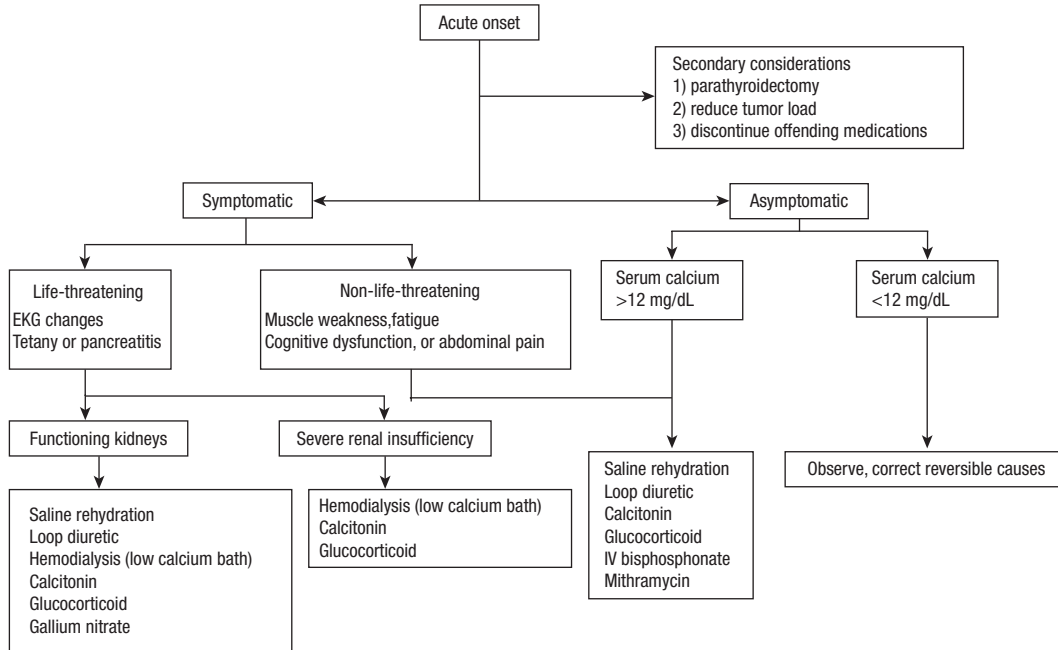 Acute onset
Secondary considerations
1) parathyroidectomy
2) reduce tumor load
3) discontinue offending medications
Symptomatic
Asymptomatic
Life-threatening
EKG changes
Tetany or pancreatitis
Non-life-threatening
Muscle weakness,fatigue
Cognitive dysfunction, or abdominal pain
Serum calcium
>12 mg/dL
Serum calcium
<12 mg/dL
Functioning kidneys
Severe renal insufficiency
Saline rehydration
Loop diuretic
Hemodialysis (low calcium bath)
Calcitonin
Glucocorticoid
Gallium nitrate
Hemodialysis (low calcium bath)
Calcitonin
Glucocorticoid
Saline rehydration
Loop diuretic
Calcitonin
Glucocorticoid
IV bisphosphonate
Mithramycin
Observe, correct reversible causes